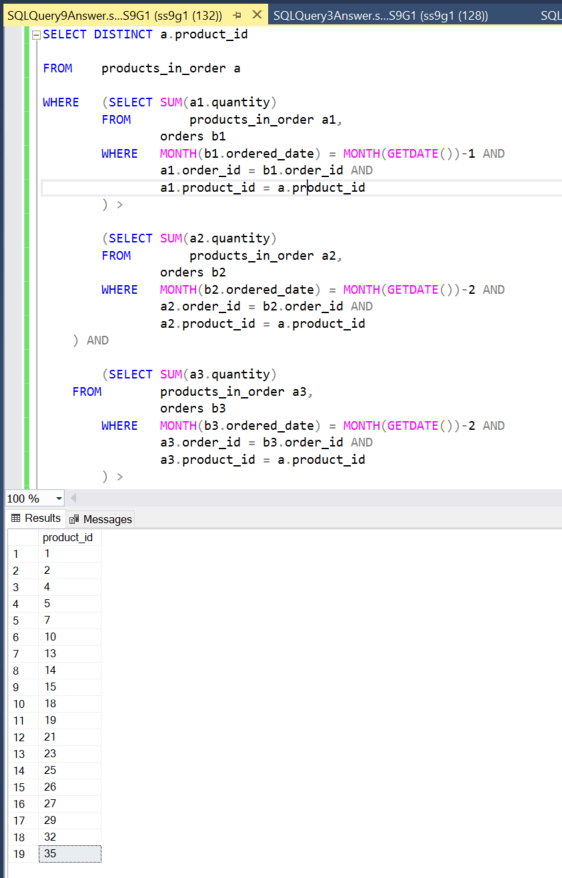 SQLQuery9Answer.s...S9G1 (ss9g1 (132)) SQLQuery3Answer.s...S9G1 (ss9g1 (128)) SQL
SELECT DISTINCT a.product_id
FROM products_in_order a
WHERE (SELECT SUM(a1.quantity)
FROM products_in_order a1,
orders b1
WHERE MONTH(b1.ordered_date) = MONTH(GETDATE())-1 AND
a1.order_id = b1.order_id AND
a1.product_id = a.product_id
) >
(SELECT SUM(a2.quantity)
FROM products_in_order a2,
orders b2
WHERE MONTH(b2.ordered_date) = MONTH(GETDATE())-2 AND
a2.order_id = b2.order_id AND
a2.product_id = a.product_id
) AND
(SELECT SUM(a3.quantity)
FROM products_in_order a3,
orders b3
WHERE MONTH(b3.ordered_date) = MONTH(GETDATE())-2 AND
a3.order_id = b3.order_id AND
a3.product_id = a.product_id
) >
100 %
Results Messages
product_id
1 1
2 2
3 4
4 5
5 7
6 10
7 13
8 14
9 15
10 18
11 19
12 21
13 23
14 25
15 26
16 27
17 29
18 32
19 35